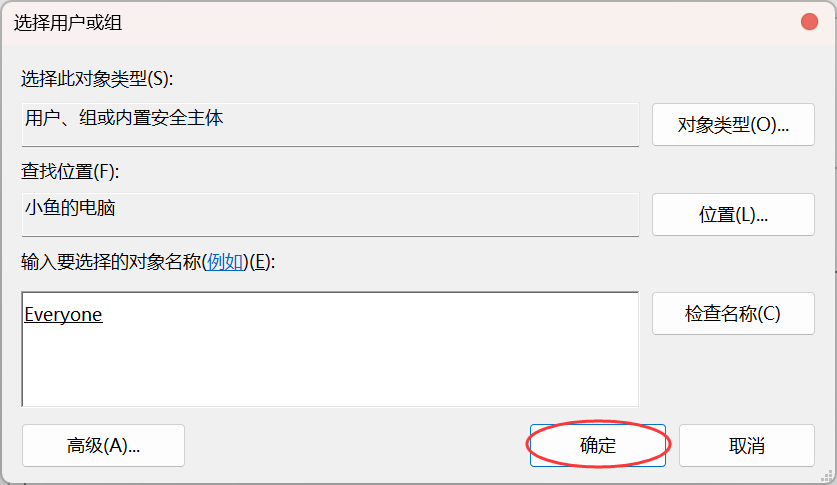 选择用户或组
选择此对象类型(S):
用户、组或内置安全主体
对象类型(O)...
查找位置(F):
小鱼的电脑
位置(L)...
输入要选择的对象名称(例如)(E):
Everyone
检查名称(C)
高级(A)...
确定
取消